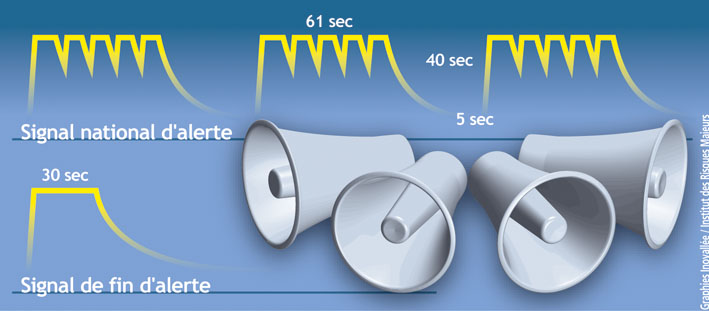 61 sec
40 sec
5 sec
Signal national d'alerte
30 sec
Signal de fin d'alerte
Graphies Inovallée / Institut des Risques Majeurs